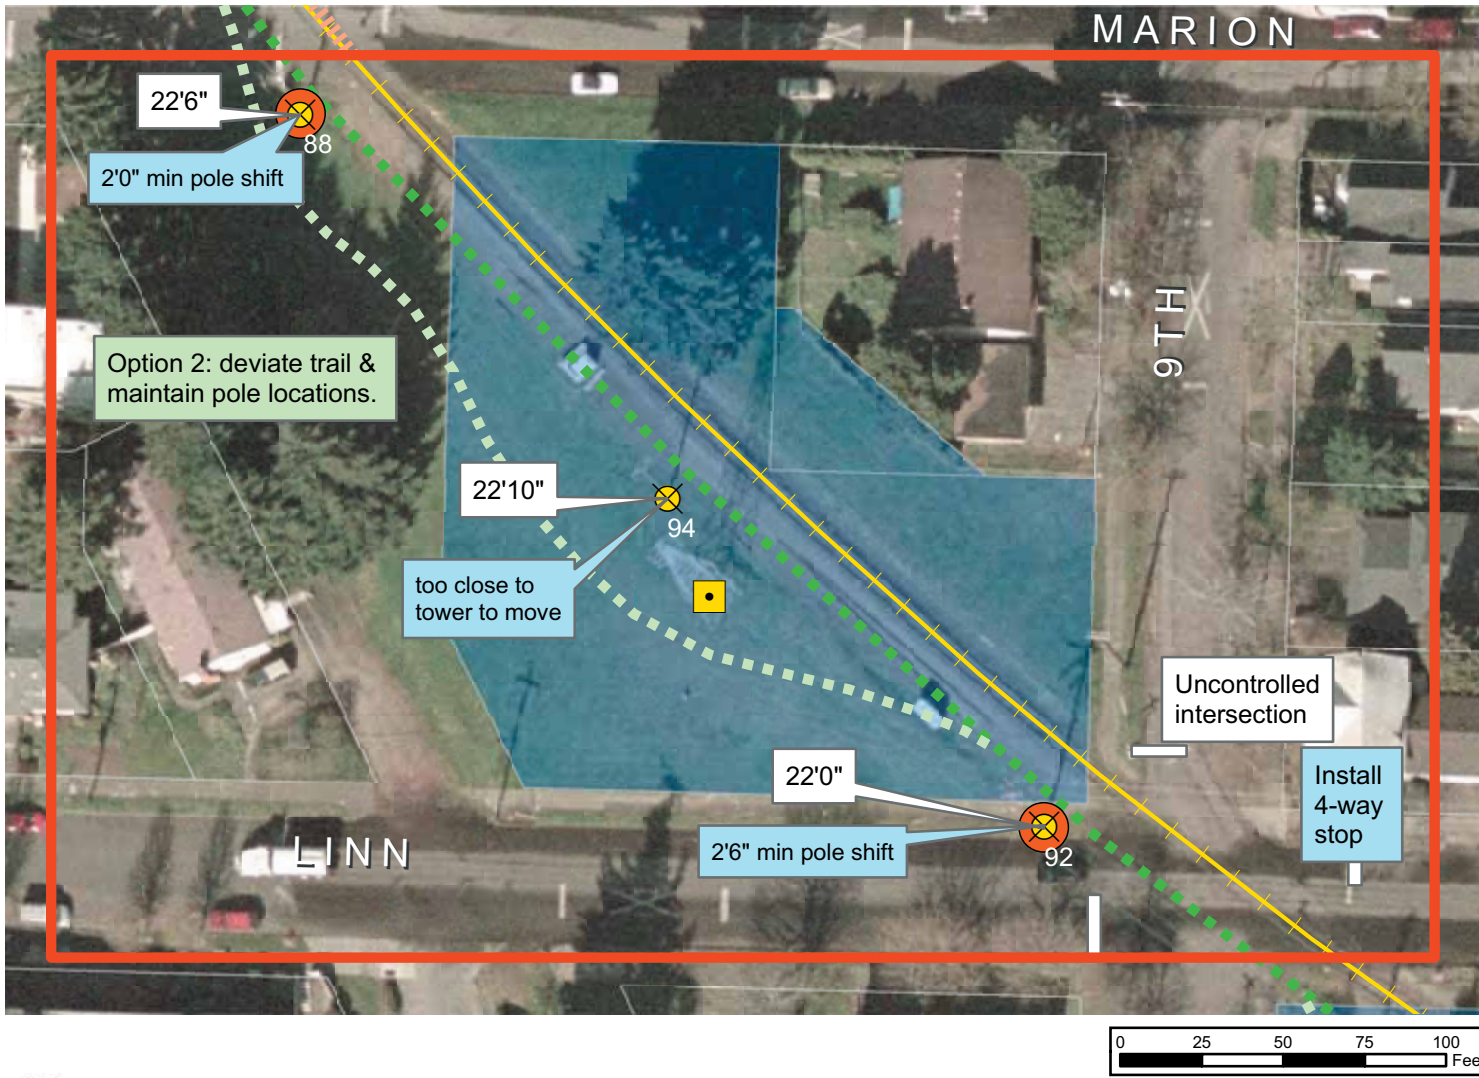 MARION
22'6"
88
2'0" min pole shift
9TH
Option 2: deviate trail &
maintain pole locations.
22'10"
94
too close to
tower to move
Uncontrolled
intersection
22'0"
Install
4-way
stop
2'6" min pole shift
92
LINN
0 25 50 75 100
Fee